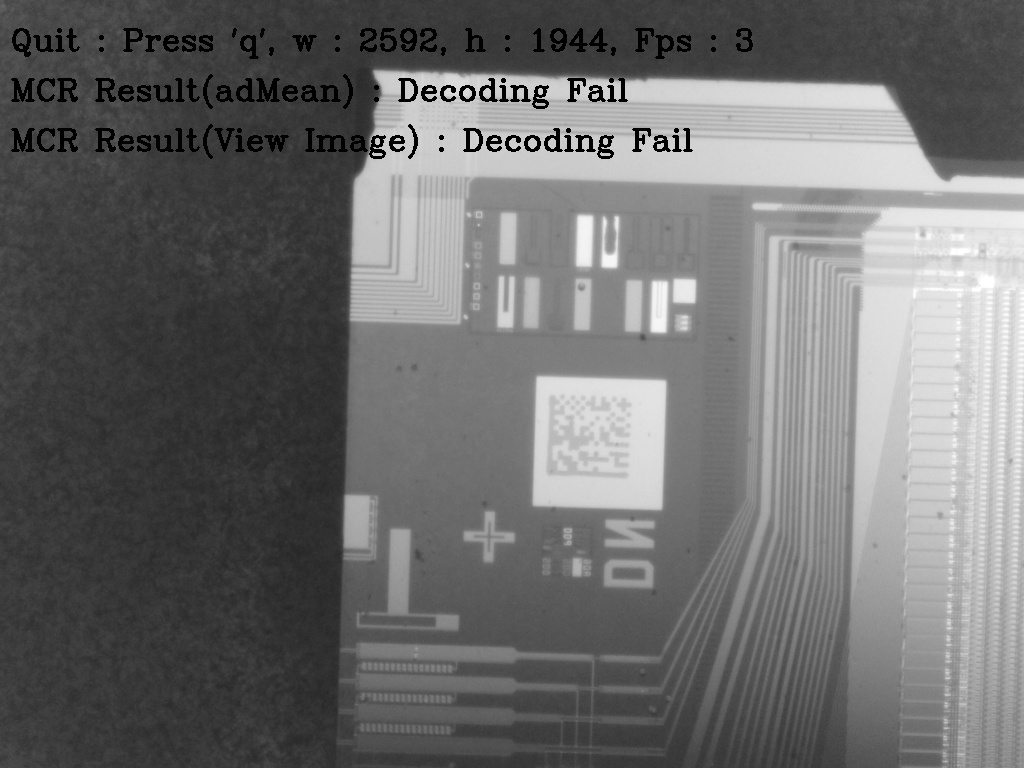 Quit : Press 'q', w : 2592, h : 1944, Fps : 3
MCR Result(adMean) : Decoding Fail
MCR Result(View Image) : Decoding Fail
DN